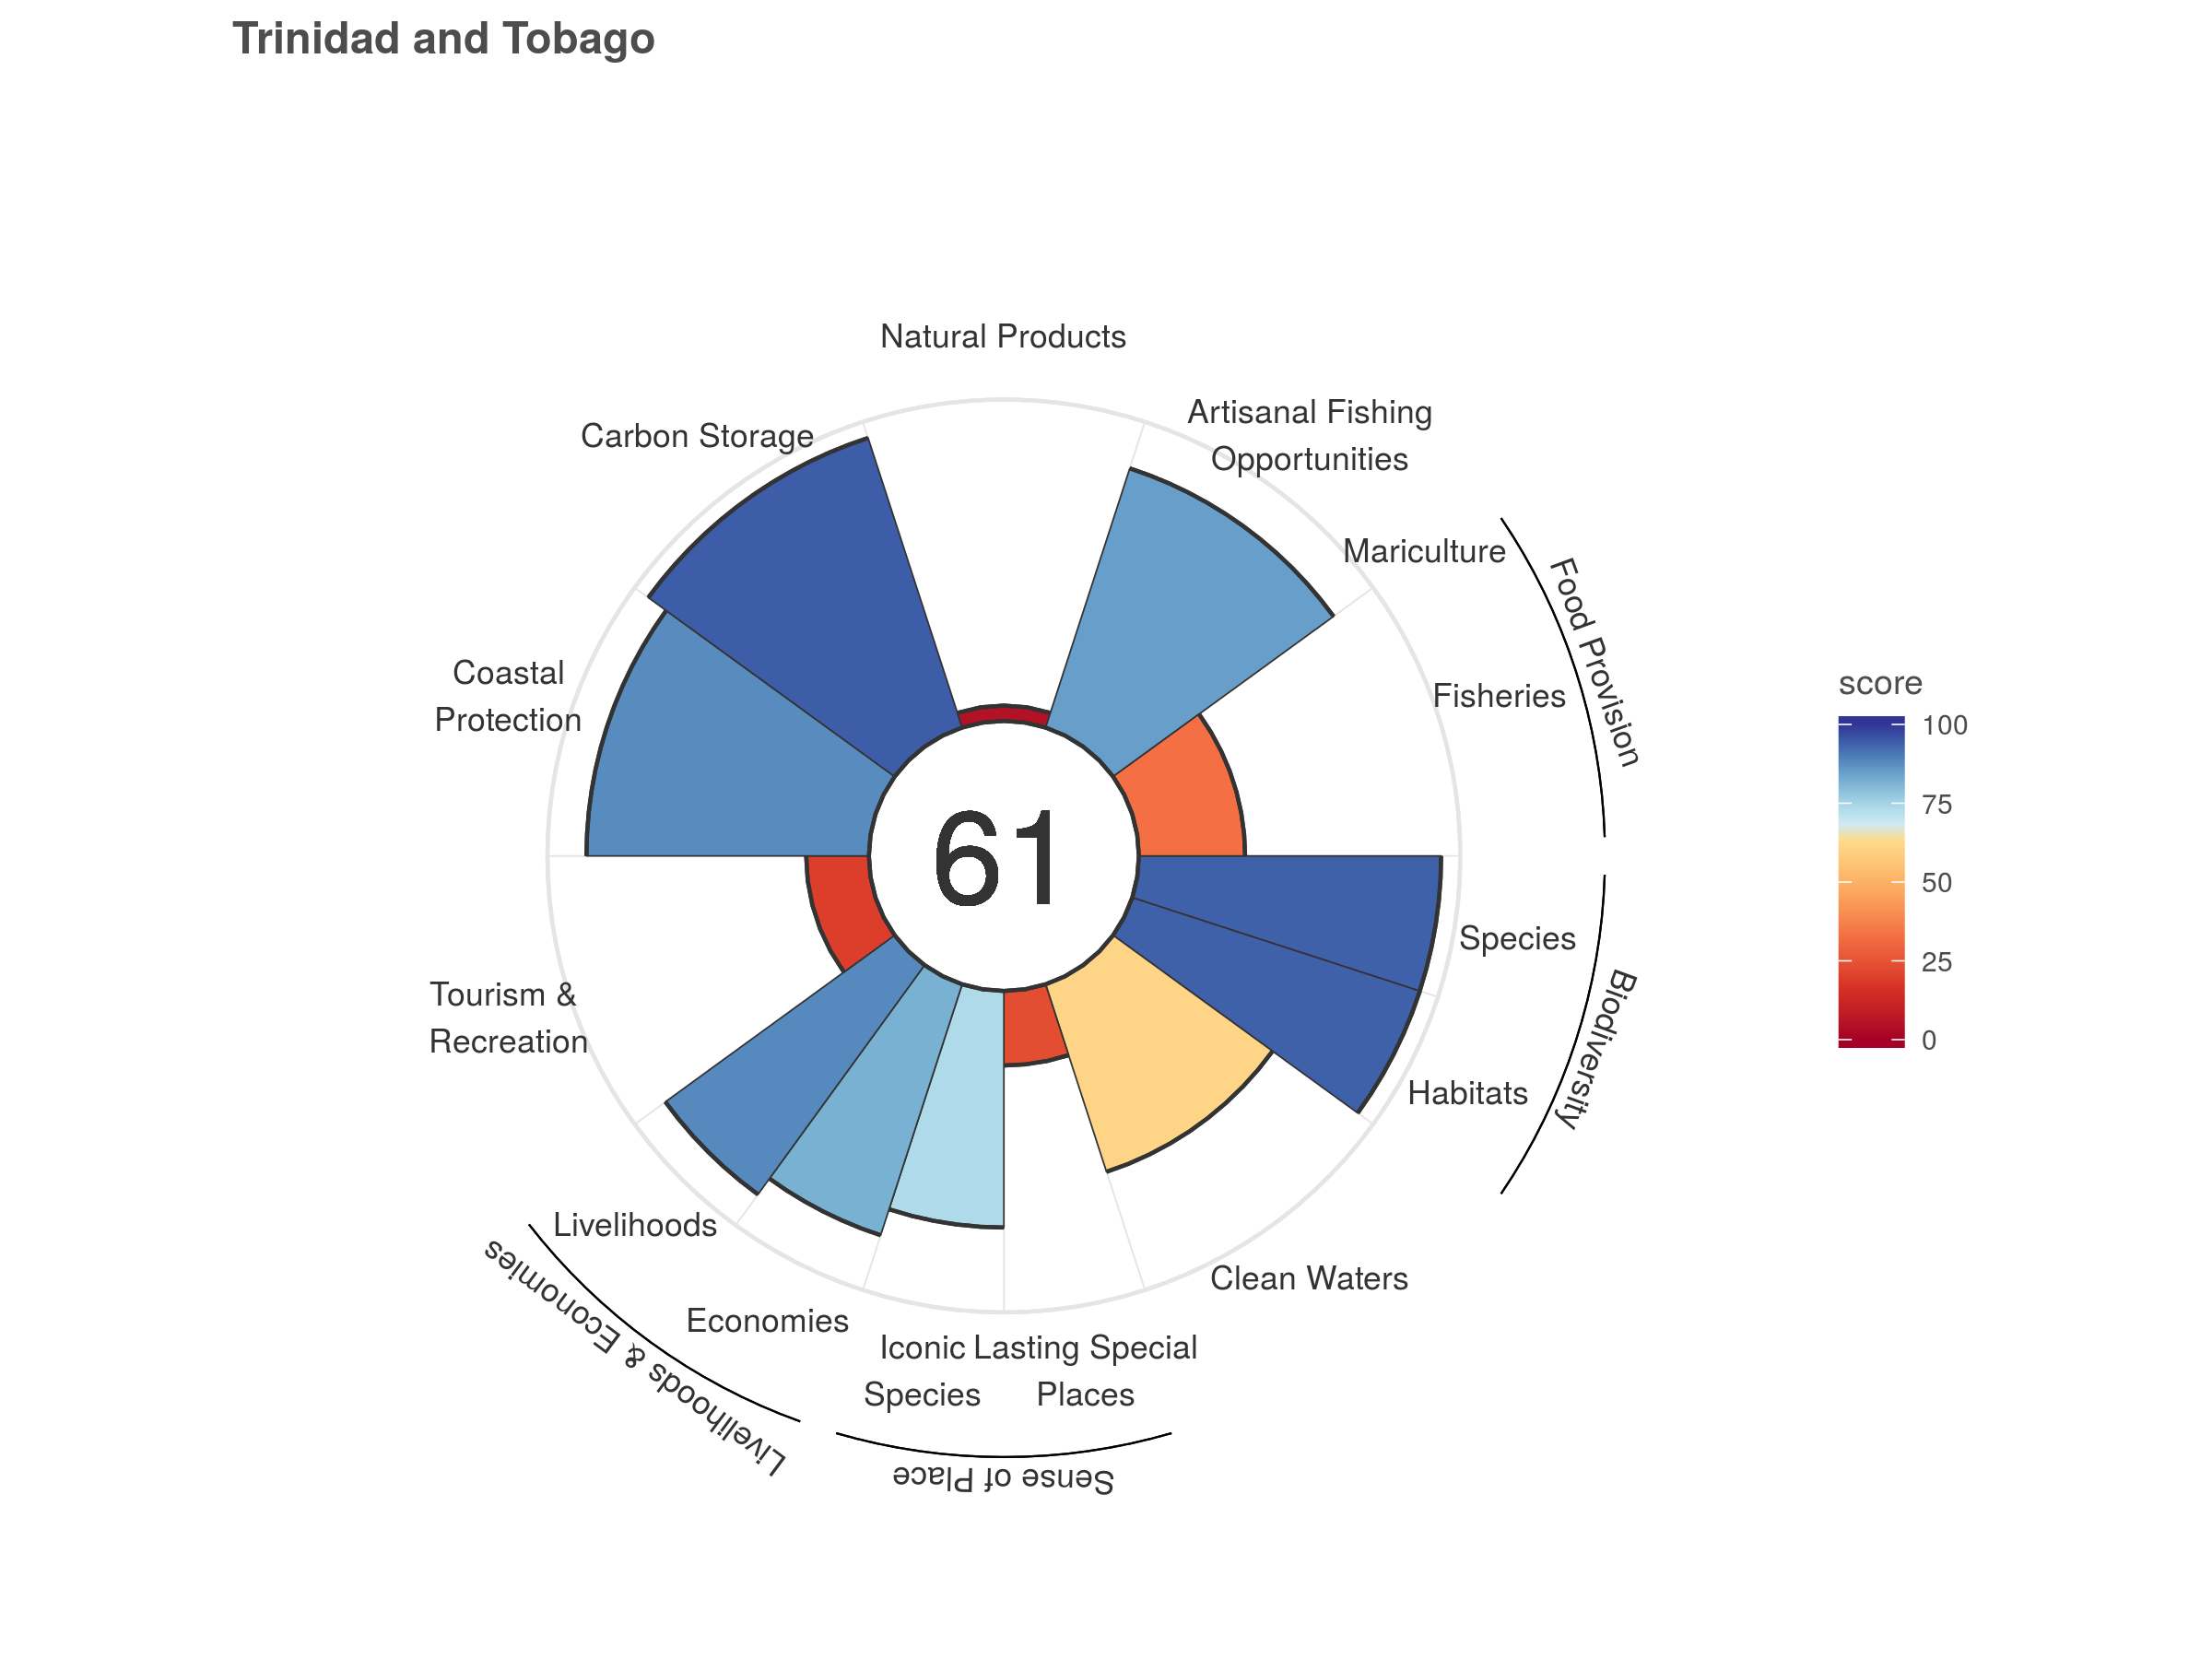 Trinidad and Tobago
Natural Products
Artisanal Fishing
Opportunities
Carbon Storage
Mariculture
Food Provision
Fisheries
Coastal
Protection
61
Species
Biodiversity
Habitats
Tourism &
Recreation
Livelihoods
Livelihoods & Economies
Clean Waters
Economies
Iconic
Species
Lasting Special
Places
Sense of Place
score
100
75
50
25
0